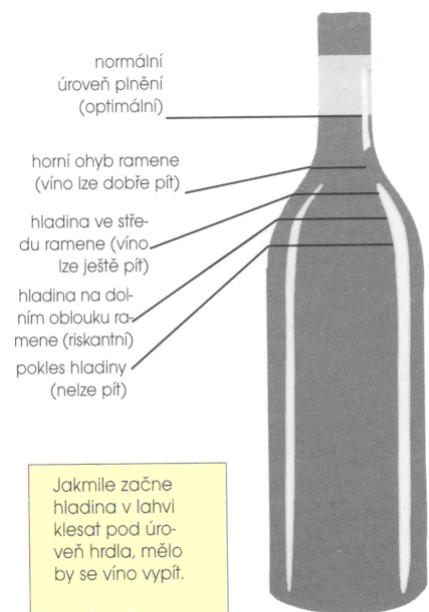 normální
úroveň plnění
(optimální)
horní ohyb ramene
(víno lze dobře pít)
hladina ve stře-
du ramene (víno
lze ještě pít)
hladina na dol-
ním oblouku ra-
mene (riskantní)
pokles hladiny
(nelze pít)
Jakmile začne
hladina v lahvi
klesat pod úro-
veň hrdla, mělo
by se víno vypít.